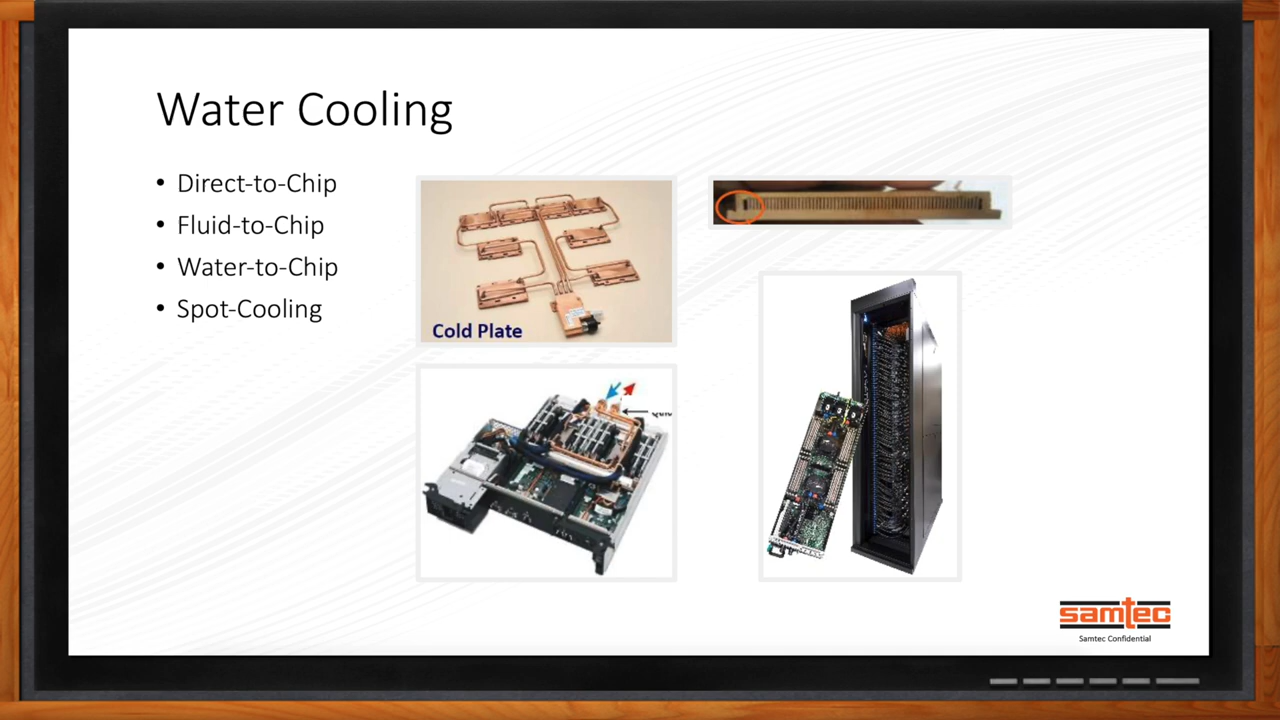 Water Cooling
• Direct-to-Chip
• Fluid-to-Chip
• Water-to-Chip
• Spot-Cooling
Cold Plate
samtec
Samtec Confidential